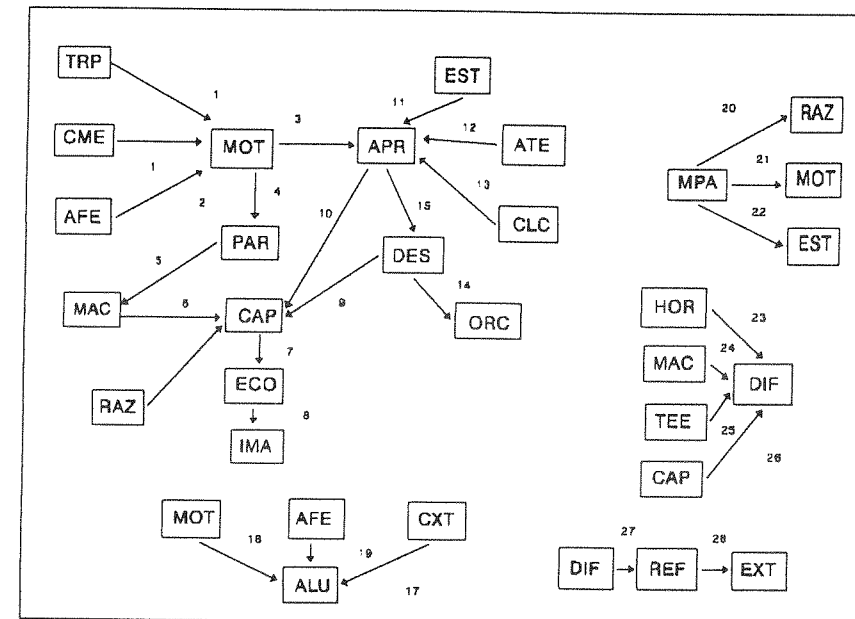 TRP
1
CME
MOT
3
APR
11
EST
12
ATE
1
AFE
2
4
PAR
10
15
13
CLC
DES
5
MAC
6
CAP
9
14
ORC
7
RAZ
ECO
8
IMA
20
RAZ
MPA
21
MOT
22
EST
HOR
23
MAC
24
DIF
TEE
25
CAP
26
MOT
AFE
CXT
18
19
ALU
17
27
28
DIF
REF
EXT